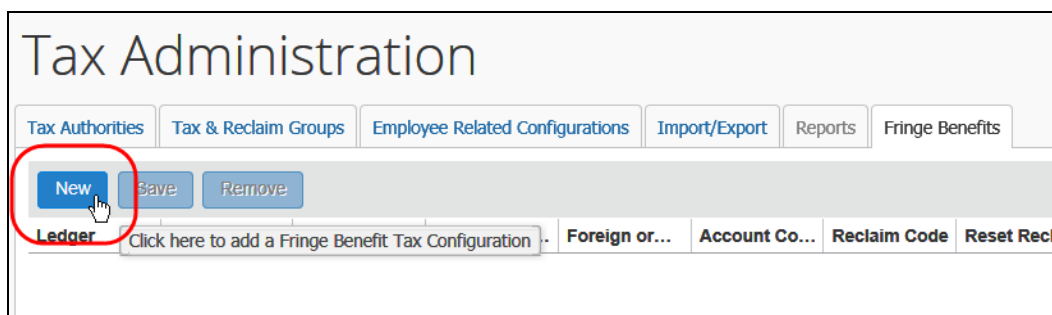 Tax Administration
Tax Authorities Tax & Reclaim Groups Employee Related Configurations Import/Export Reports Fringe Benefits
New Save Remove
Ledger Foreign or... Account Co... Reclaim Code Reset Recl
Click here to add a Fringe Benefit Tax Configuration